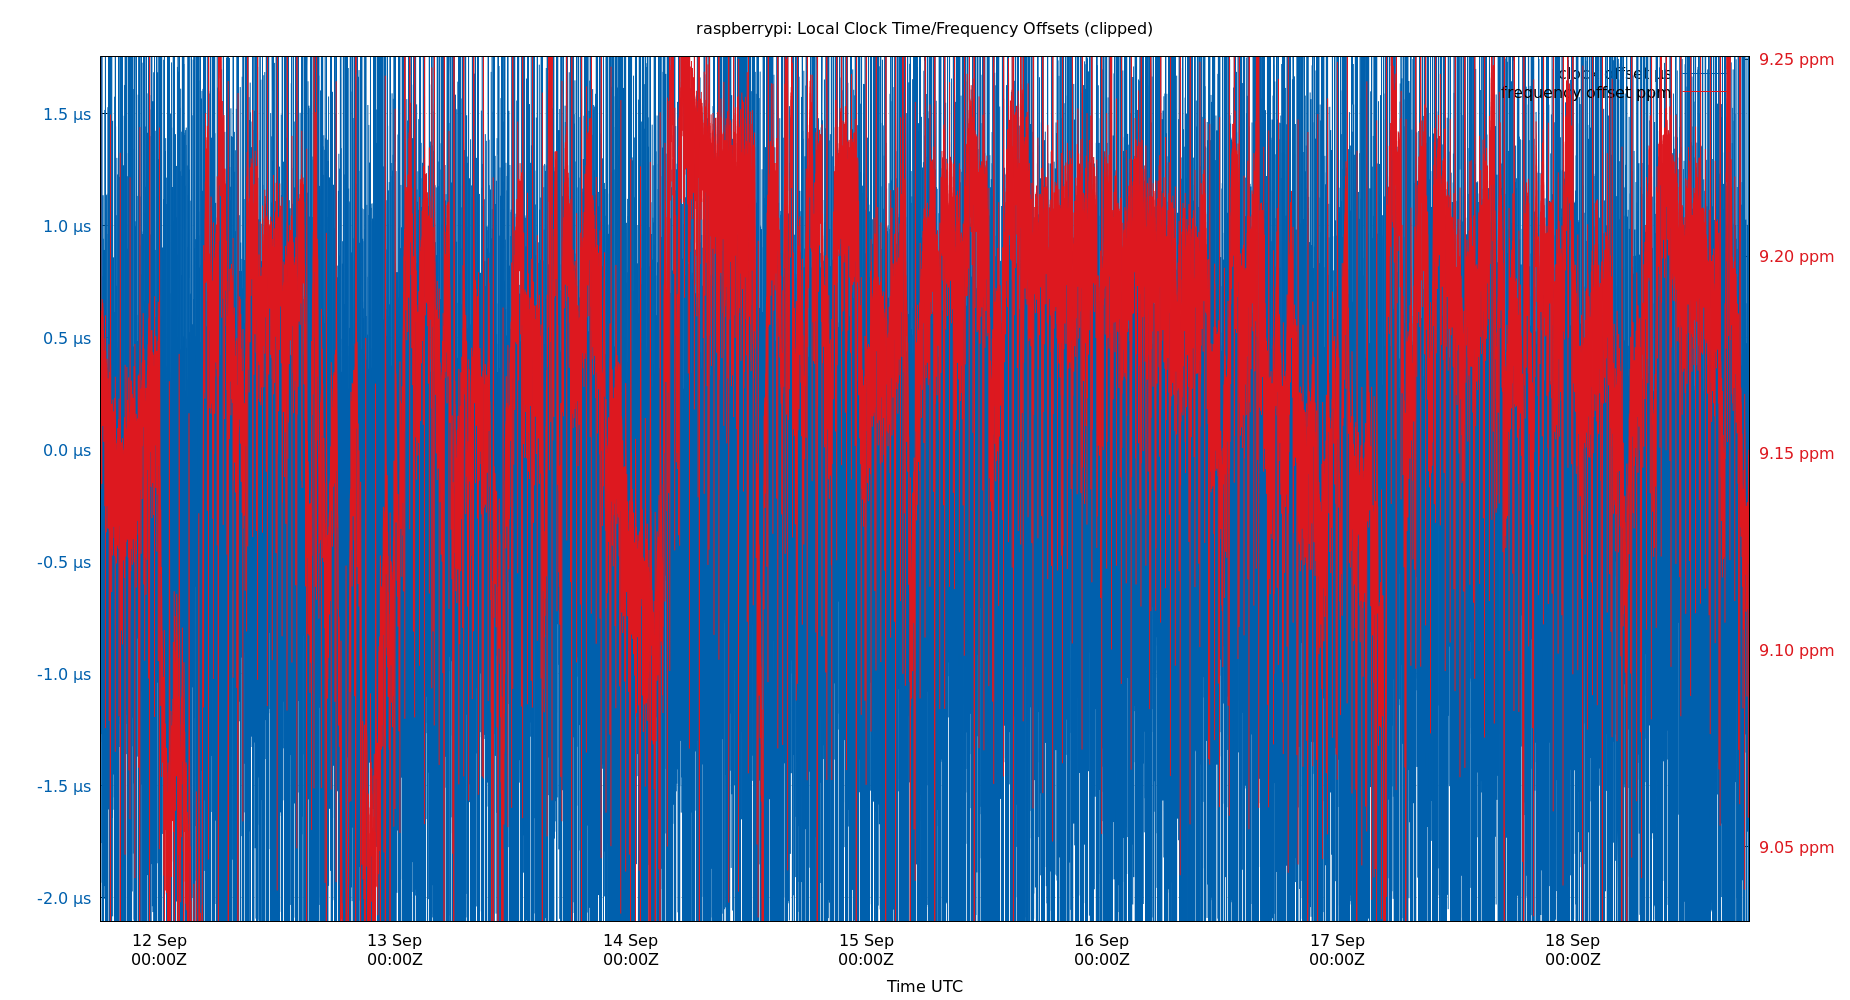 raspberrypi: Local Clock Time/Frequency Offsets (clipped)
clock offset µs
frequency offset ppm
1.5 µs
1.0 µs
0.5 µs
0.0 µs
-0.5 µs
-1.0 µs
-1.5 µs
-2.0 µs
9.25 ppm
9.20 ppm
9.15 ppm
9.10 ppm
9.05 ppm
12 Sep
00:00Z
13 Sep
00:00Z
14 Sep
00:00Z
15 Sep
00:00Z
16 Sep
00:00Z
17 Sep
00:00Z
18 Sep
00:00Z
Time UTC